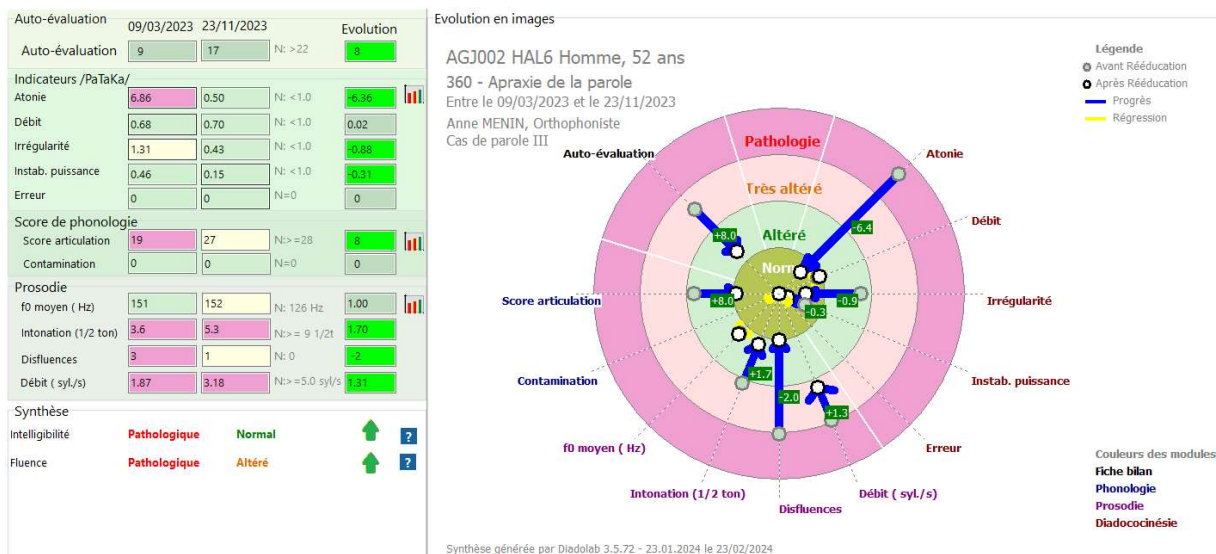 Auto-évaluation 09/03/2023 23/11/2023 Evolution
Auto-évaluation 9 17 N: >22 8
Indicateurs /PaTaKa/
Atonie 6.86 0.50 N: <1.0 -6.36
Débit 0.68 0.70 N: <1.0 0.02
Irrégularité 1.31 0.43 N: <1.0 -0.88
Instab. puissance 0.46 0.15 N: <1.0 -0.31
Erreur 0 0 N=0 0
Score de phonologie
Score articulation 19 27 N:>=28 8
Contamination 0 0 N=0 0
Prosodie
f0 moyen ( Hz) 151 152 N: 126 Hz 1.00
Intonation (1/2 ton) 3.6 5.3 N:>= 9 1/2t 1.70
Disfluences 3 1 N: 0 -2
Débit ( syl./s) 1.87 3.18 N:>=5.0 syl/s 1.31
Synthèse
Intelligibilité Pathologique Normal ?
Fluence Pathologique Altéré ?
Evolution en images
AGJ002 HAL6 Homme, 52 ans
360 - Apraxie de la parole
Entre le 09/03/2023 et le 23/11/2023
Anne MENIN, Orthophoniste
Cas de parole III
Légende
Avant Rééducation
Après Rééducation
Progrès
Régression
Pathologie
Très altéré
Altéré
Norm
Auto-évaluation
Atonie
Débit
Irrégularité
Instab. puissance
Erreur
Débit ( syl./s)
Disfluences
Intonation (1/2 ton)
f0 moyen ( Hz)
Contamination
Score articulation
+8.0
-6.4
+8.0
-0.9
-0.3
+1.7
-2.0
+1.3
Couleurs des modules
Fiche bilan
Phonologie
Prosodie
Diadococinésie
Synthèse générée par Diadolab 3.5.72 - 23.01.2024 le 23/02/2024